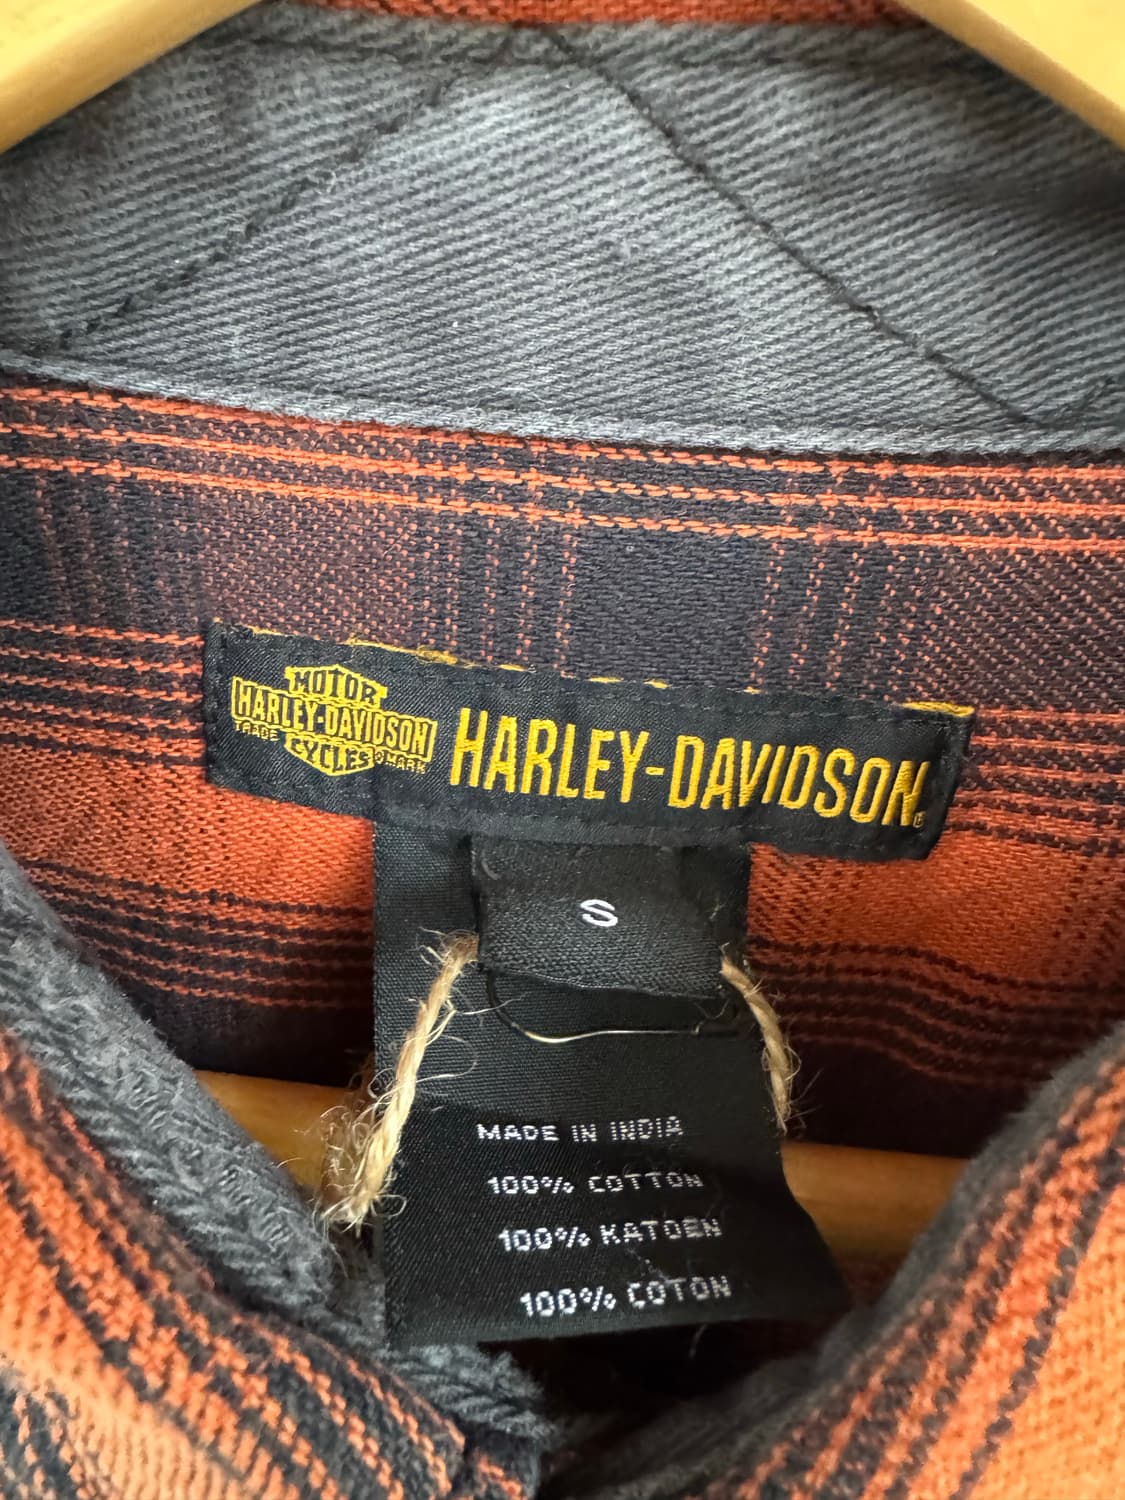 MOTOR
HARLEY-DAVIDSON
TRADE MARK
CYCLES
HARLEY-DAVIDSON
S
MADE IN INDIA
100% COTTON
100% KATOEN
100% COTON